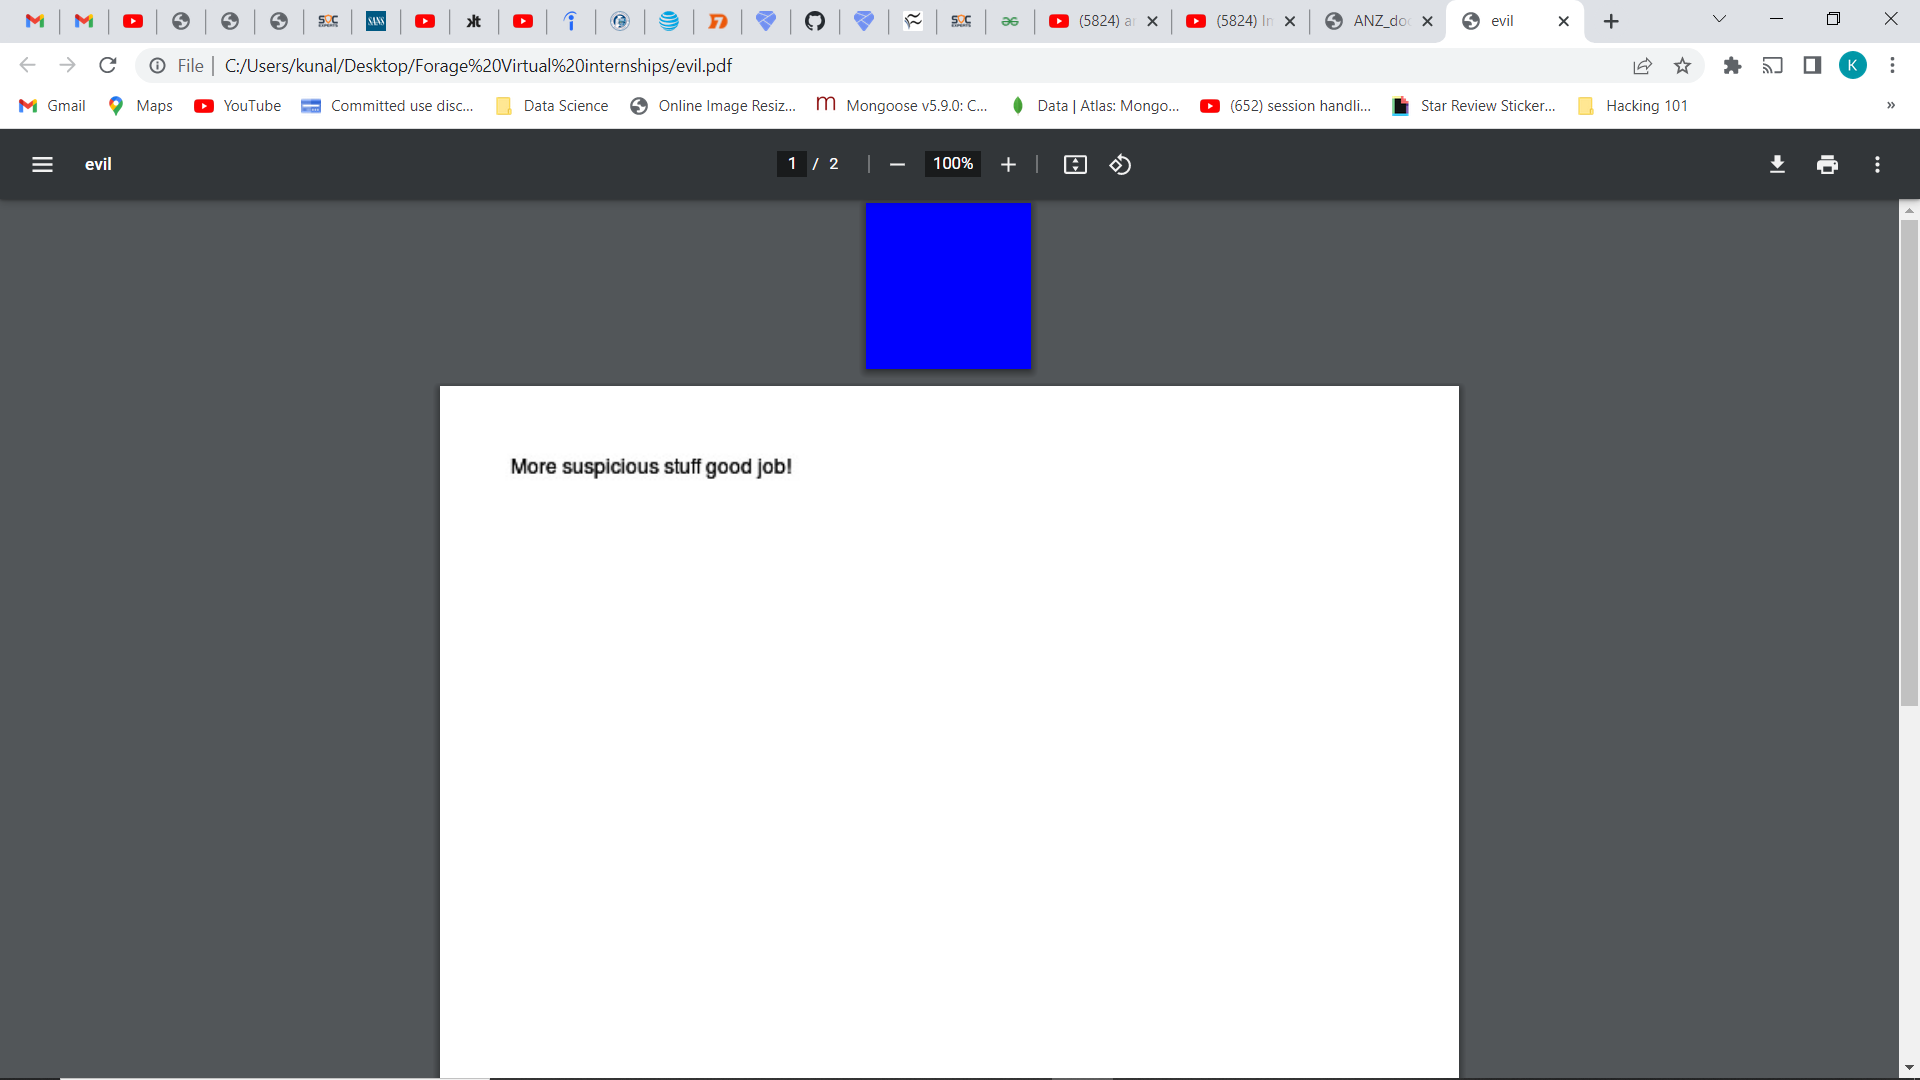 (5824) a
(5824) In
ANZ_do
evil
File
C:/Users/kunal/Desktop/Forage%20Virtual%20internships/evil.pdf
K
Gmail
Maps
YouTube
Committed use disc...
Data Science
Online Image Resiz...
Mongoose v5.9.0: C...
Data | Atlas: Mongo...
(652) session handli...
Star Review Sticker...
Hacking 101
»
evil
1 / 2
100%
More suspicious stuff good job!